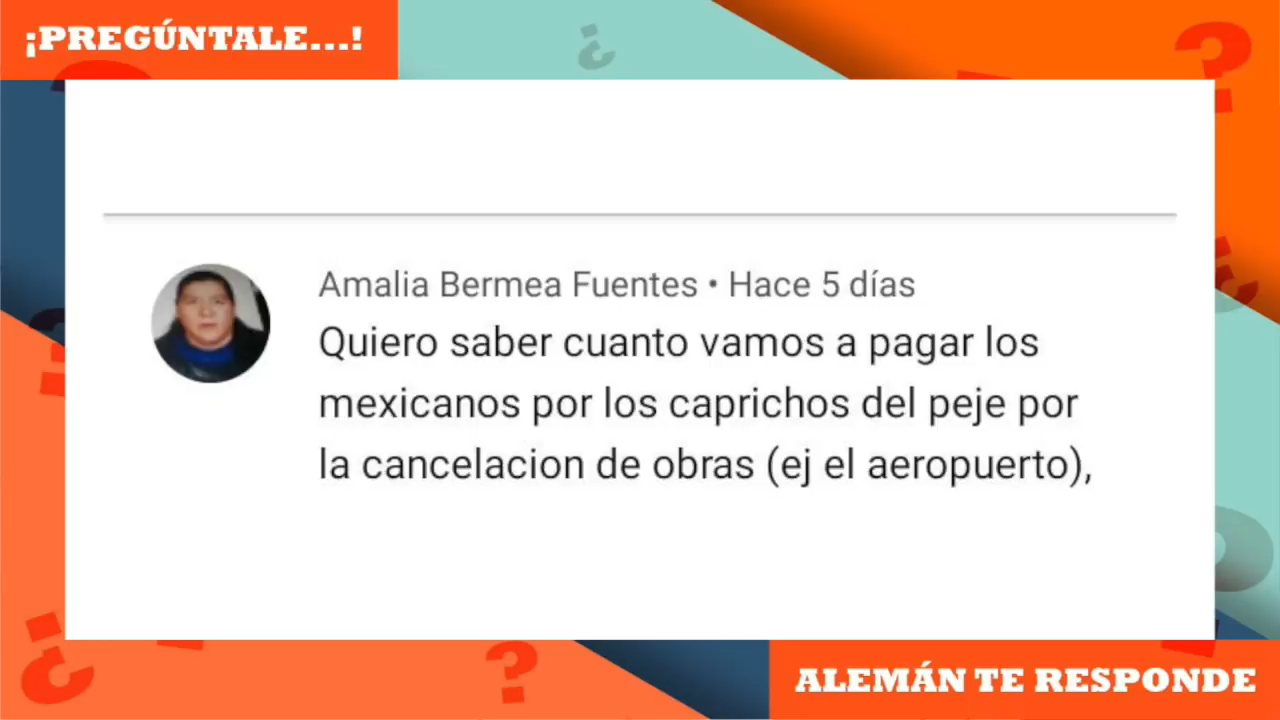 ¡PREGÚNTALE...!
Amalia Bermea Fuentes • Hace 5 días
Quiero saber cuanto vamos a pagar los
mexicanos por los caprichos del peje por
la cancelacion de obras (ej el aeropuerto),
ALEMÁN TE RESPONDE